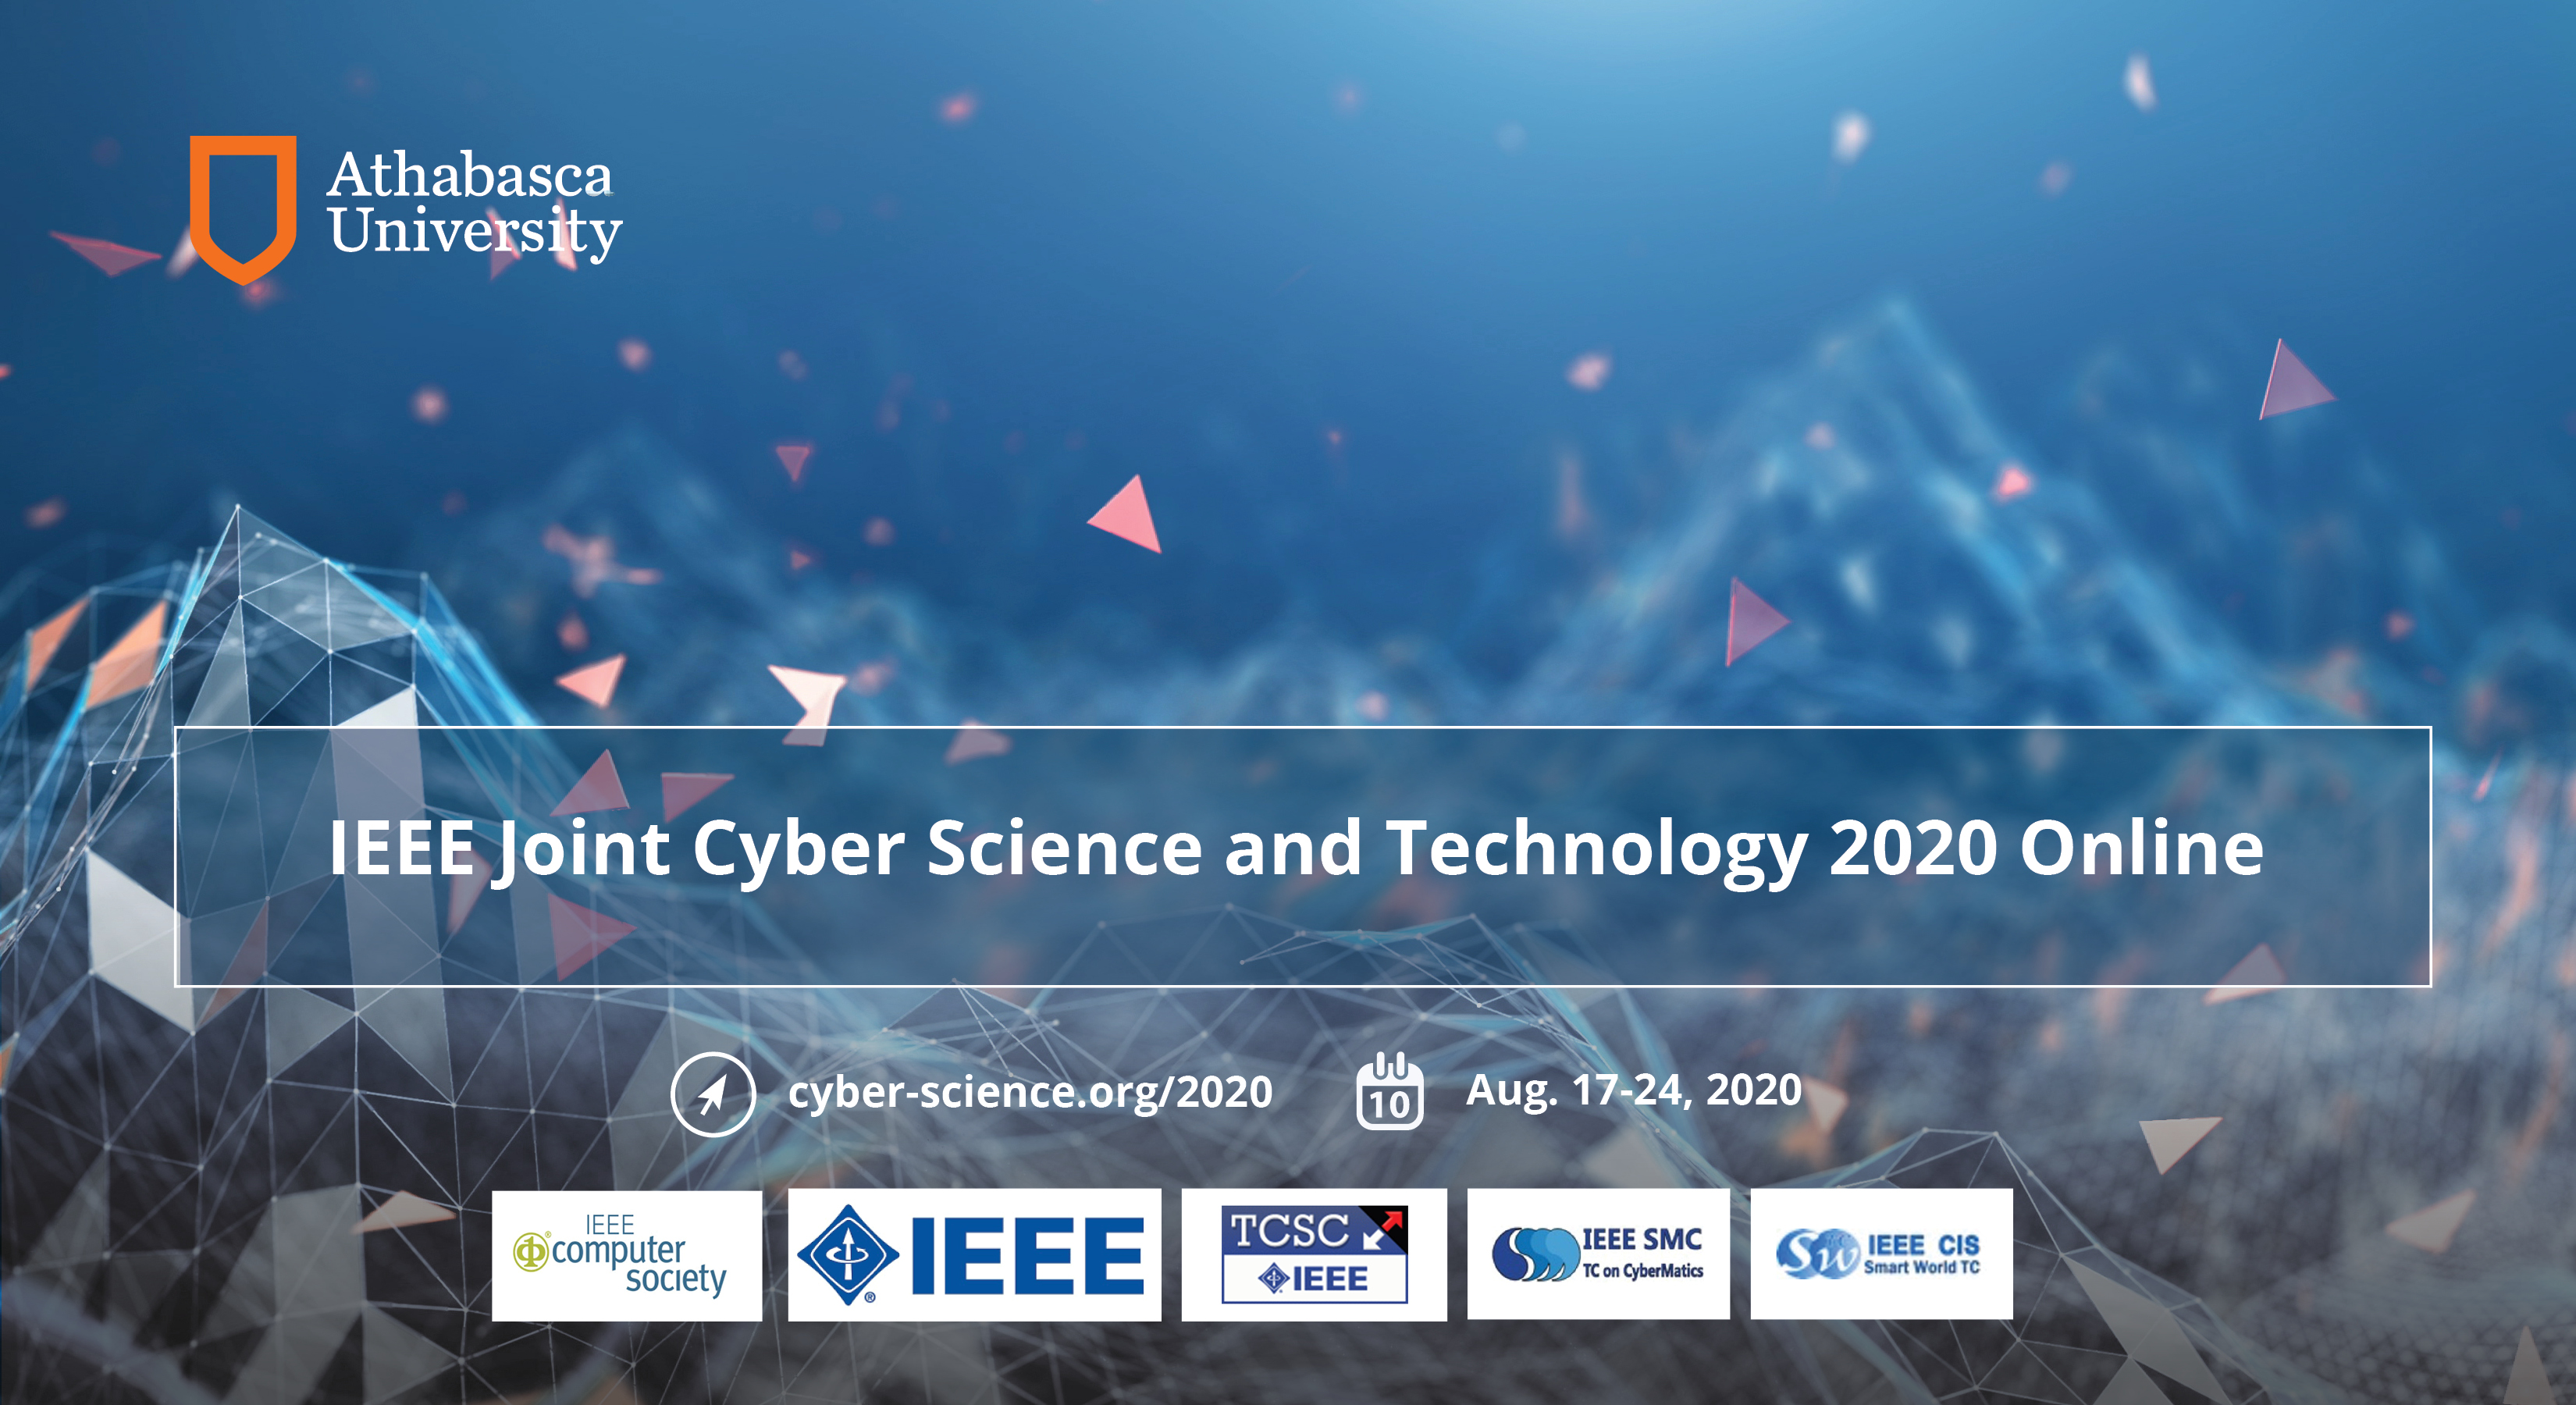 Athabasca
University
IEEE Joint Cyber Science and Technology 2020 Online
cyber-science.org/2020
10
Aug. 17-24, 2020
IEEE
computer
society
IEEE
TCSC
IEEE
IEEE SMC
TC on CyberMatics
SW
IEEE CIS
Smart World TC